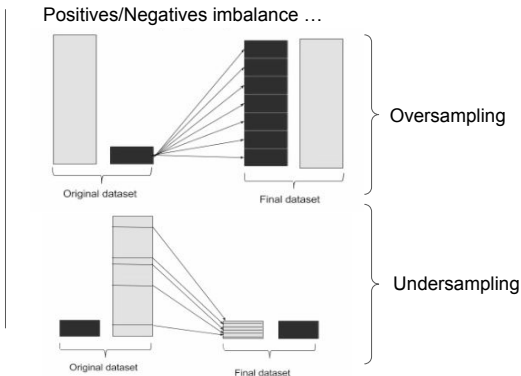 Positives/Negatives imbalance …
Oversampling
Original dataset
Final dataset
Undersampling
Original dataset
Final dataset